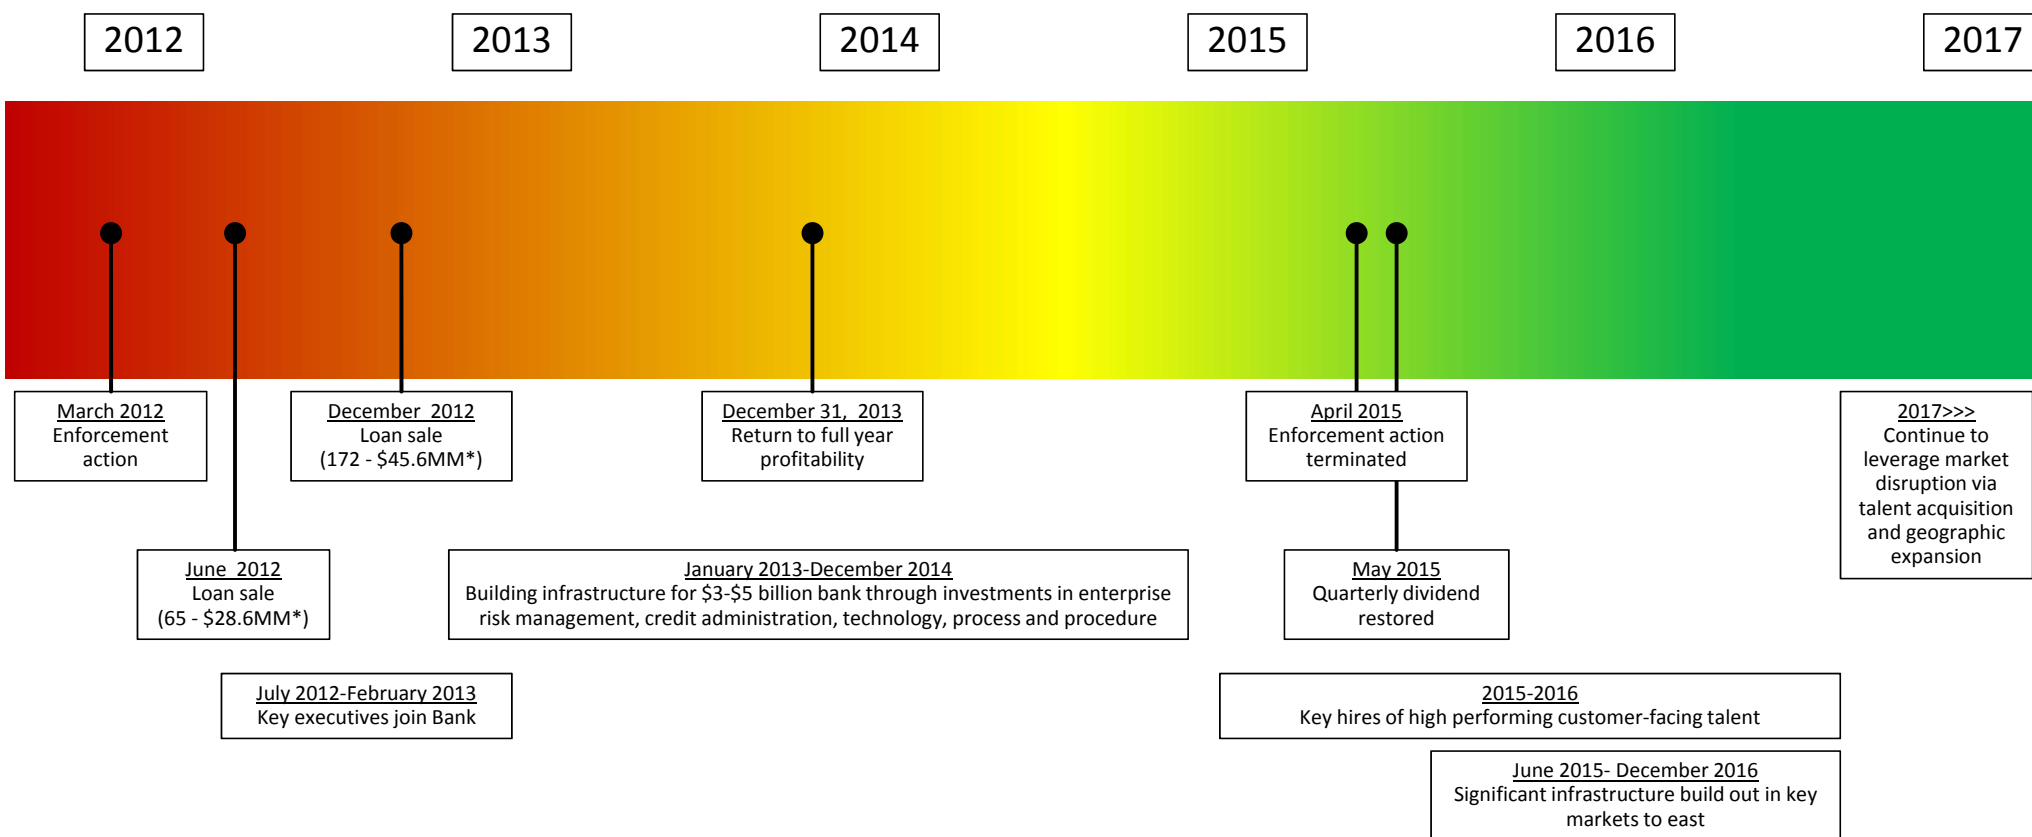 2012
2013
2014
2015
2016
2017
March 2012
Enforcement
action
December  2012
Loan sale
(172 - $45.6MM*)
December 31,  2013
Return to full year
profitability
April 2015
Enforcement action
terminated
2017>>>
Continue to
leverage market
disruption via
talent acquisition
and geographic
expansion
June  2012
Loan sale
(65 - $28.6MM*)
January 2013-December 2014
Building infrastructure for $3-$5 billion bank through investments in enterprise
risk management, credit administration, technology, process and procedure
May 2015
Quarterly dividend
restored
July 2012-February 2013
Key executives join Bank
2015-2016
Key hires of high performing customer-facing talent
June 2015- December 2016
Significant infrastructure build out in key
markets to east